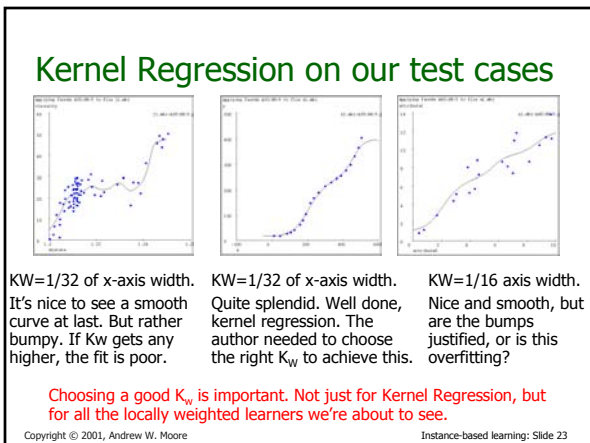 Kernel Regression on our test cases
KW=1/32 of x-axis width.
It's nice to see a smooth
curve at last. But rather
bumpy. If Kw gets any
higher, the fit is poor.
KW=1/32 of x-axis width.
Quite splendid. Well done,
kernel regression. The
author needed to choose
the right KW to achieve this.
KW=1/16 axis width.
Nice and smooth, but
are the bumps
justified, or is this
overfitting?
Choosing a good Kw is important. Not just for Kernel Regression, but
for all the locally weighted learners we're about to see.
Copyright © 2001, Andrew W. Moore
Instance-based learning: Slide 23